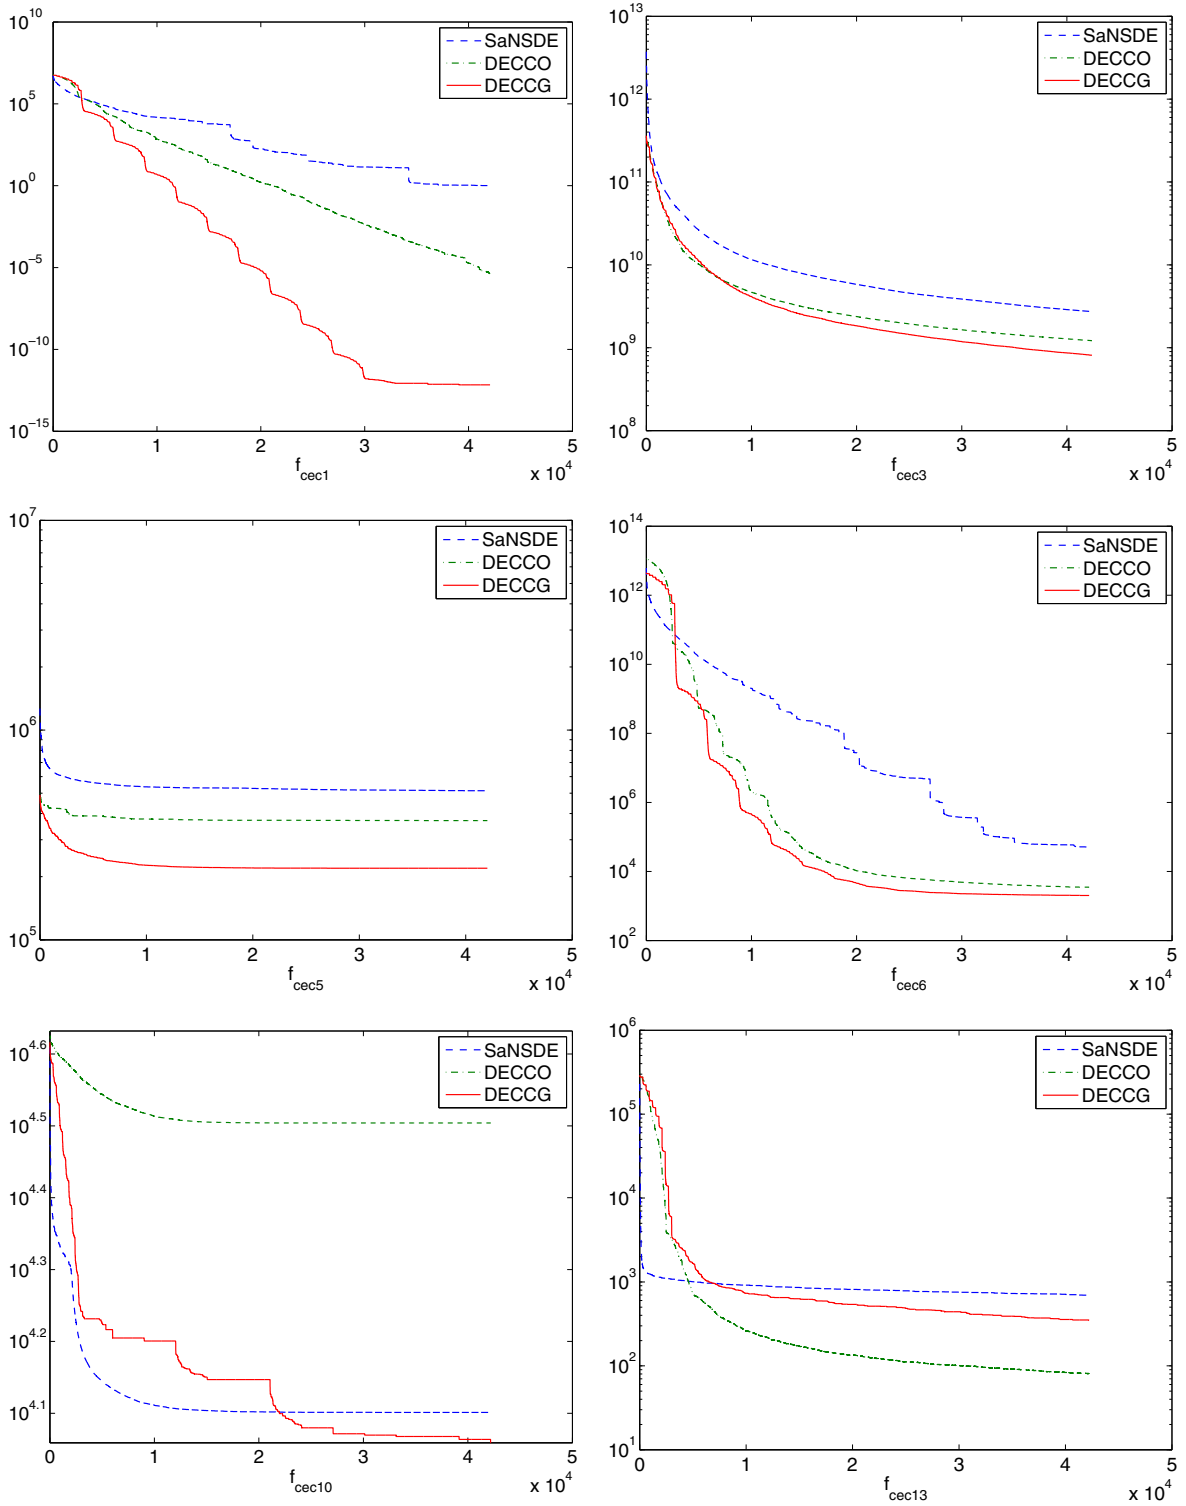 10^10
10^5
10^0
10^−5
10^−10
10^−15
0 1 2 3 4 5
x 10^4
f_cec1
SaNSDE
DECCO
DECCG
10^13
10^12
10^11
10^10
10^9
10^8
0 1 2 3 4 5
x 10^4
f_cec3
SaNSDE
DECCO
DECCG
10^7
10^6
10^5
0 1 2 3 4 5
x 10^4
f_cec5
SaNSDE
DECCO
DECCG
10^14
10^12
10^10
10^8
10^6
10^4
10^2
0 1 2 3 4 5
x 10^4
f_cec6
SaNSDE
DECCO
DECCG
10^4.6
10^4.5
10^4.4
10^4.3
10^4.2
10^4.1
0 1 2 3 4 5
x 10^4
f_cec10
SaNSDE
DECCO
DECCG
10^6
10^5
10^4
10^3
10^2
10^1
0 1 2 3 4 5
x 10^4
f_cec13
SaNSDE
DECCO
DECCG